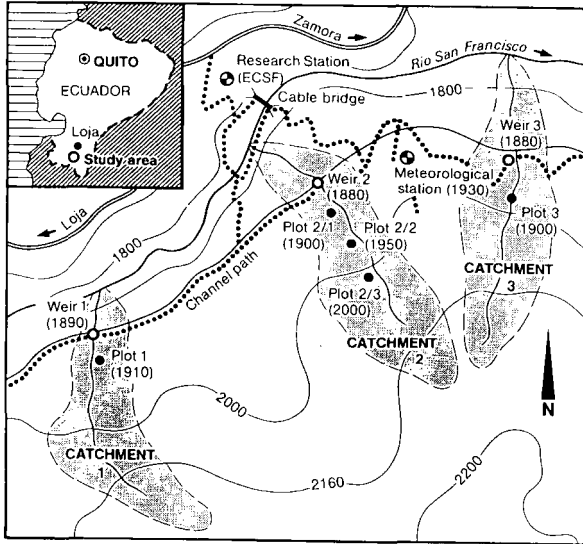 QUITO
ECUADOR
Loja
Study area
Zamora
Research Station
(ECSF)
Cable bridge
Rio San Francisco
1800
Weir 3
(1880)
Meteorological
station (1930)
Plot 3
(1900)
CATCHMENT
3
Weir 2
(1880)
Plot 2/1
(1900)
Plot 2/2
(1950)
Plot 2/3
(2000)
CATCHMENT
2
Loja
1800
Channel path
Weir 1
(1890)
Plot 1
(1910)
CATCHMENT
1
2000
2160
2200
N